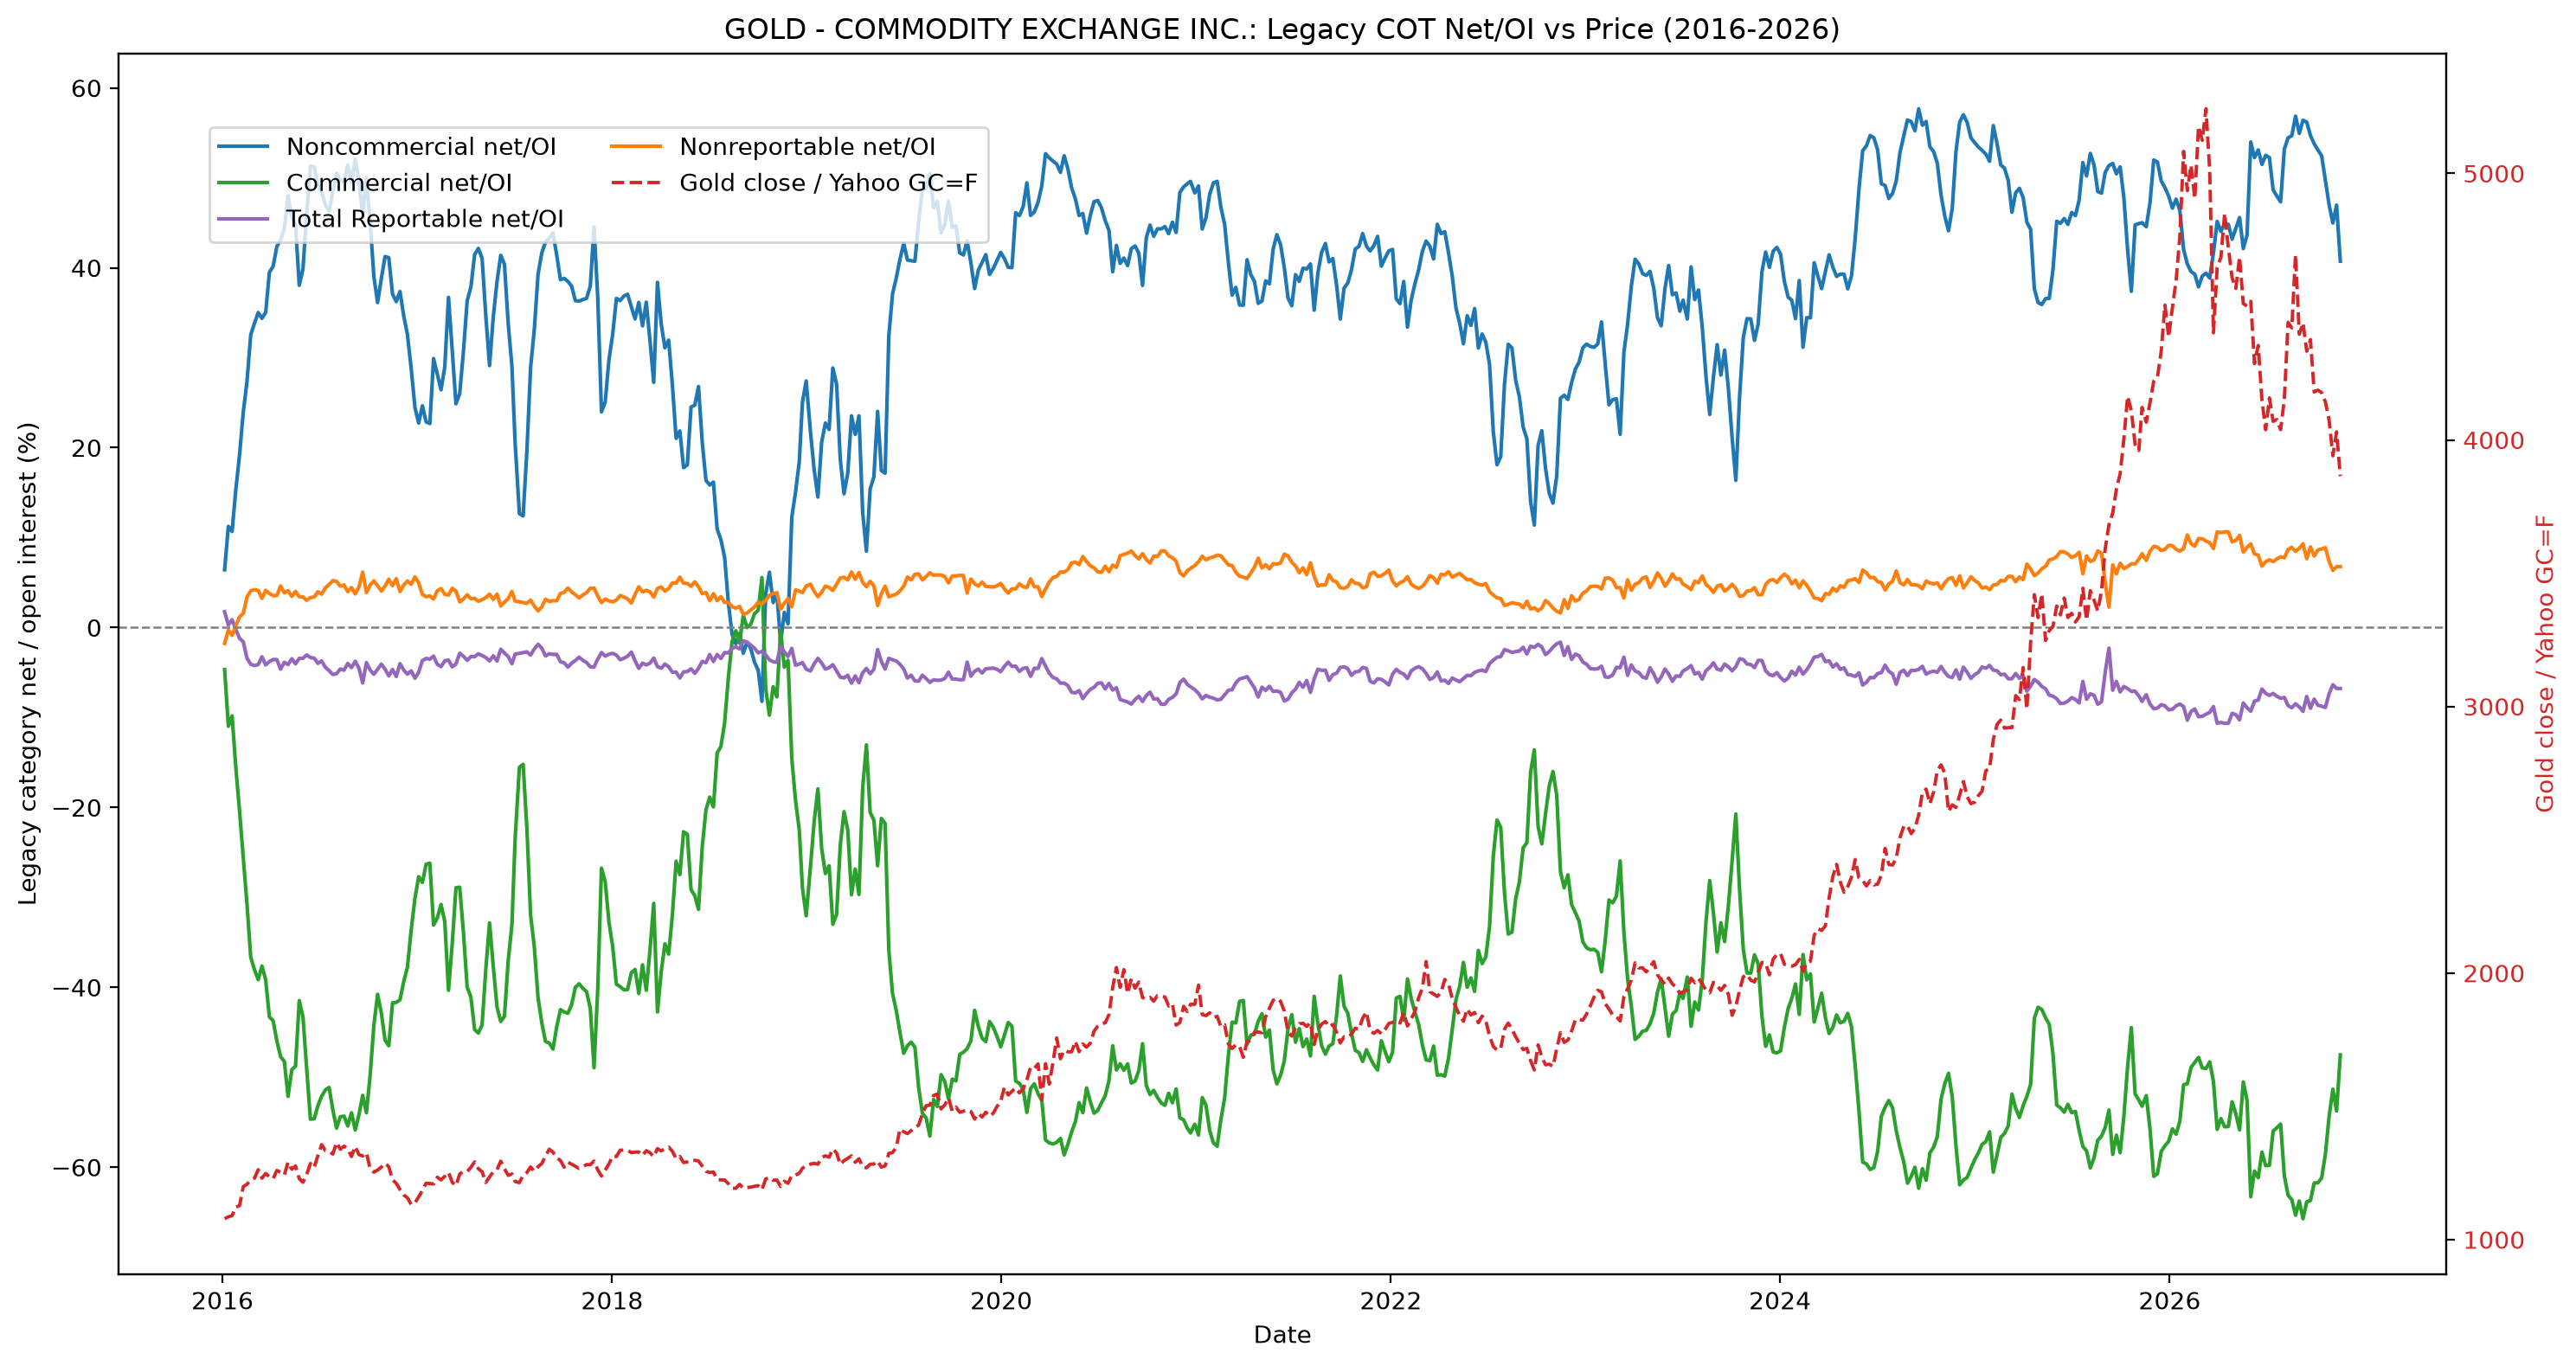 GOLD - COMMODITY EXCHANGE INC.: Legacy COT Net/OI vs Price (2016-2026)
Noncommercial net/OI
Commercial net/OI
Total Reportable net/OI
Nonreportable net/OI
Gold close / Yahoo GC=F
Legacy category net / open interest (%)
60
40
20
0
−20
−40
−60
5000
4000
3000
2000
1000
Gold close / Yahoo GC=F
2016 2018 2020 2022 2024 2026
Date